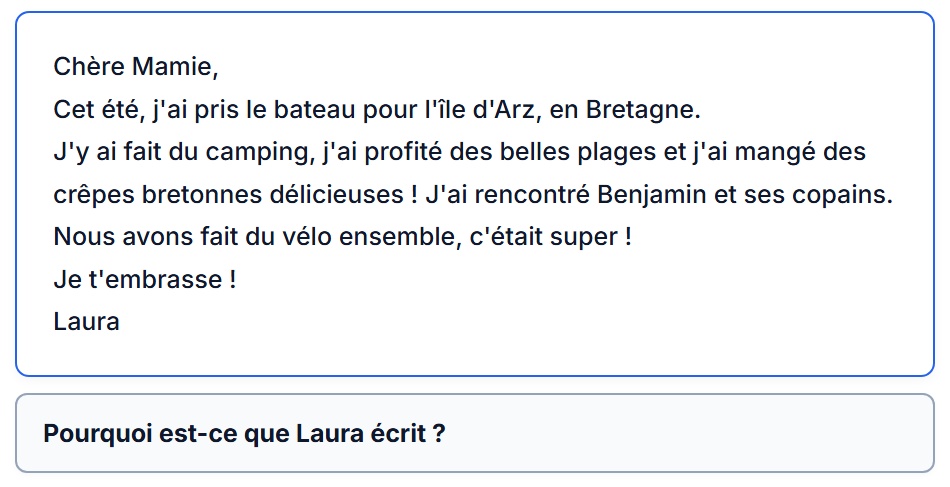 Chère Mamie,
Cet été, j'ai pris le bateau pour l'île d'Arz, en Bretagne.
J'y ai fait du camping, j'ai profité des belles plages et j'ai mangé des
crêpes bretonnes délicieuses ! J'ai rencontré Benjamin et ses copains.
Nous avons fait du vélo ensemble, c'était super !
Je t'embrasse !
Laura
Pourquoi est-ce que Laura écrit ?